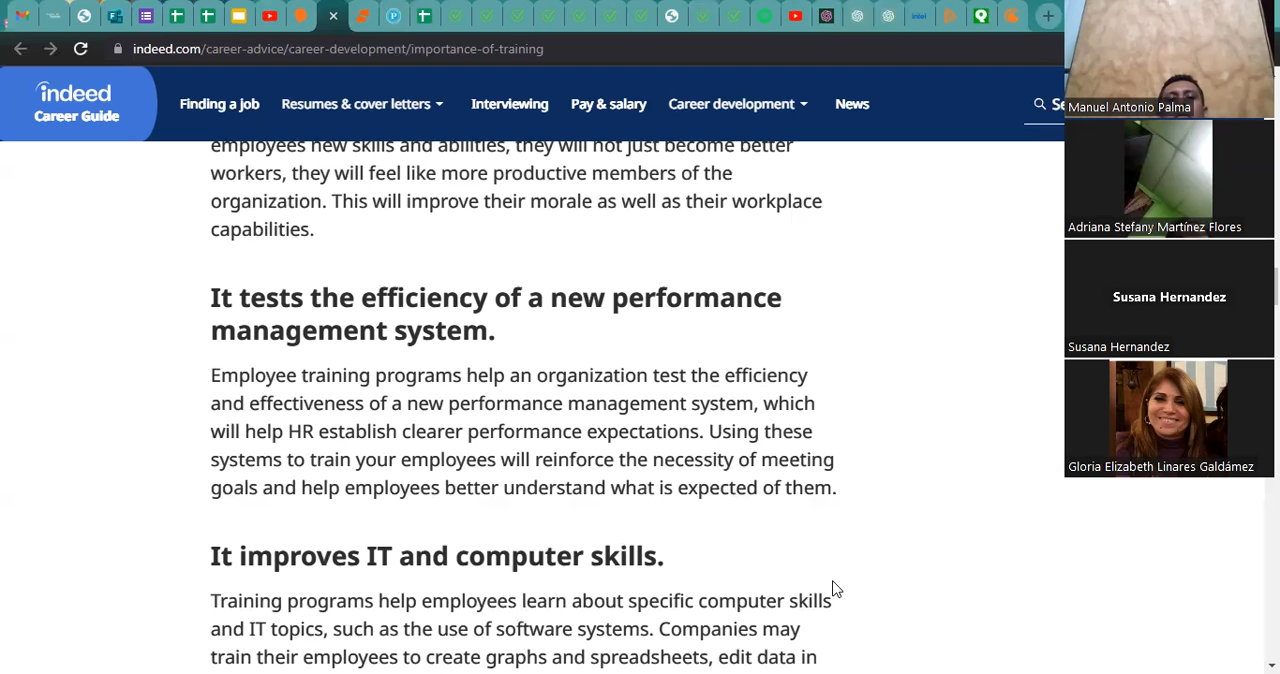 indeed.com/career-advice/career-development/importance-of-training
indeed
Career Guide
Finding a job
Resumes & cover letters
Interviewing
Pay & salary
Career development
News
employees new skills and abilities, they will not just become better
workers, they will feel like more productive members of the
organization. This will improve their morale as well as their workplace
capabilities.
It tests the efficiency of a new performance
management system.
Employee training programs help an organization test the efficiency
and effectiveness of a new performance management system, which
will help HR establish clearer performance expectations. Using these
systems to train your employees will reinforce the necessity of meeting
goals and help employees better understand what is expected of them.
It improves IT and computer skills.
Training programs help employees learn about specific computer skills
and IT topics, such as the use of software systems. Companies may
train their employees to create graphs and spreadsheets, edit data in
Manuel Antonio Palma
Adriana Stefany Martínez Flores
Susana Hernandez
Susana Hernandez
Gloria Elizabeth Linares Galdámez